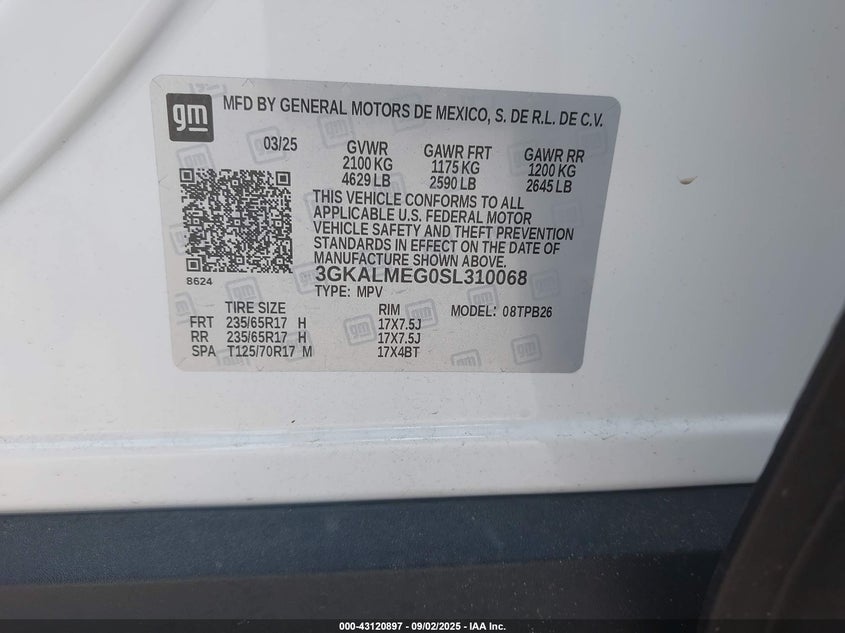 gm
MFD BY GENERAL MOTORS DE MEXICO, S. DE R.L. DE C.V.
03/25 GVWR GAWR FRT GAWR RR
2100 KG 1175 KG 1200 KG
4629 LB 2590 LB 2645 LB
THIS VEHICLE CONFORMS TO ALL
APPLICABLE U.S. FEDERAL MOTOR
VEHICLE SAFETY AND THEFT PREVENTION
STANDARDS IN EFFECT ON THE DATE OF
MANUFACTURE SHOWN ABOVE.
8624
3GKALMEG0SL310068
TYPE: MPV
TIRE SIZE RIM MODEL: 08TPB26
FRT 235/65R17 H 17X7.5J
RR 235/65R17 H 17X7.5J
SPA T125/70R17 M 17X4BT
000-43120897 - 09/02/2025 - IAA Inc.